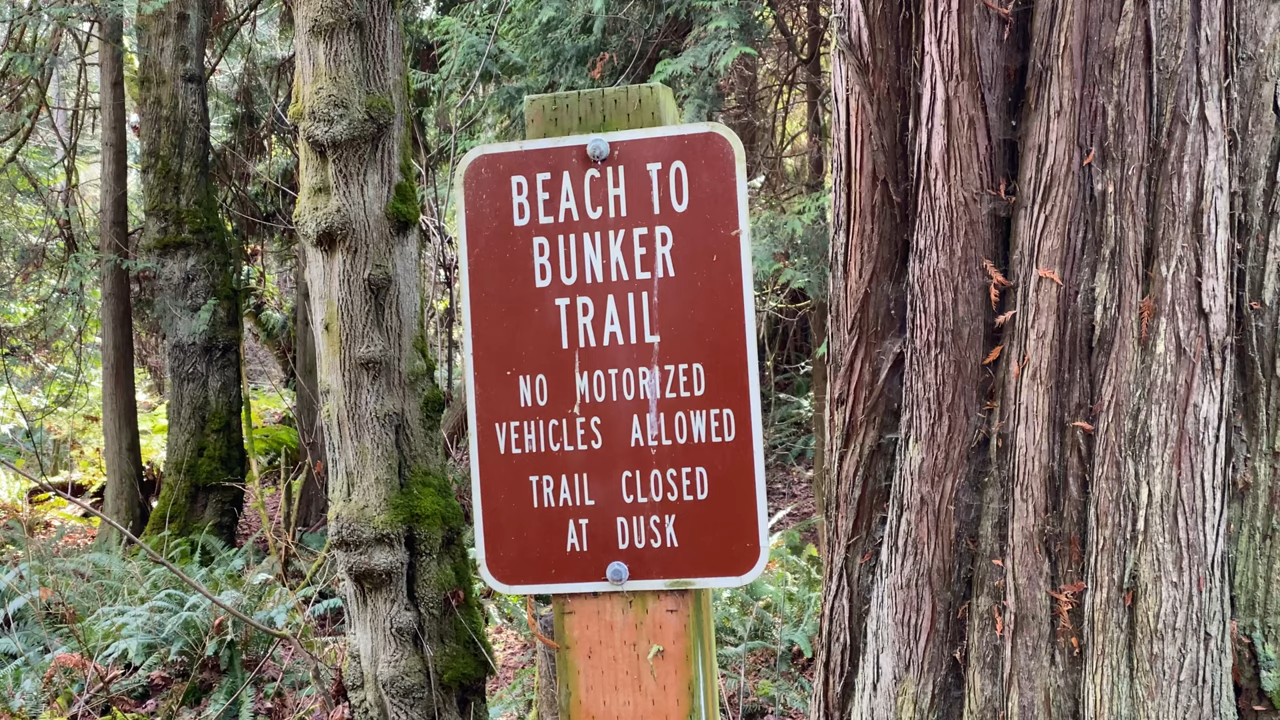 BEACH TO
BUNKER
TRAIL
NO MOTORIZED
VEHICLES ALLOWED
TRAIL CLOSED
AT DUSK